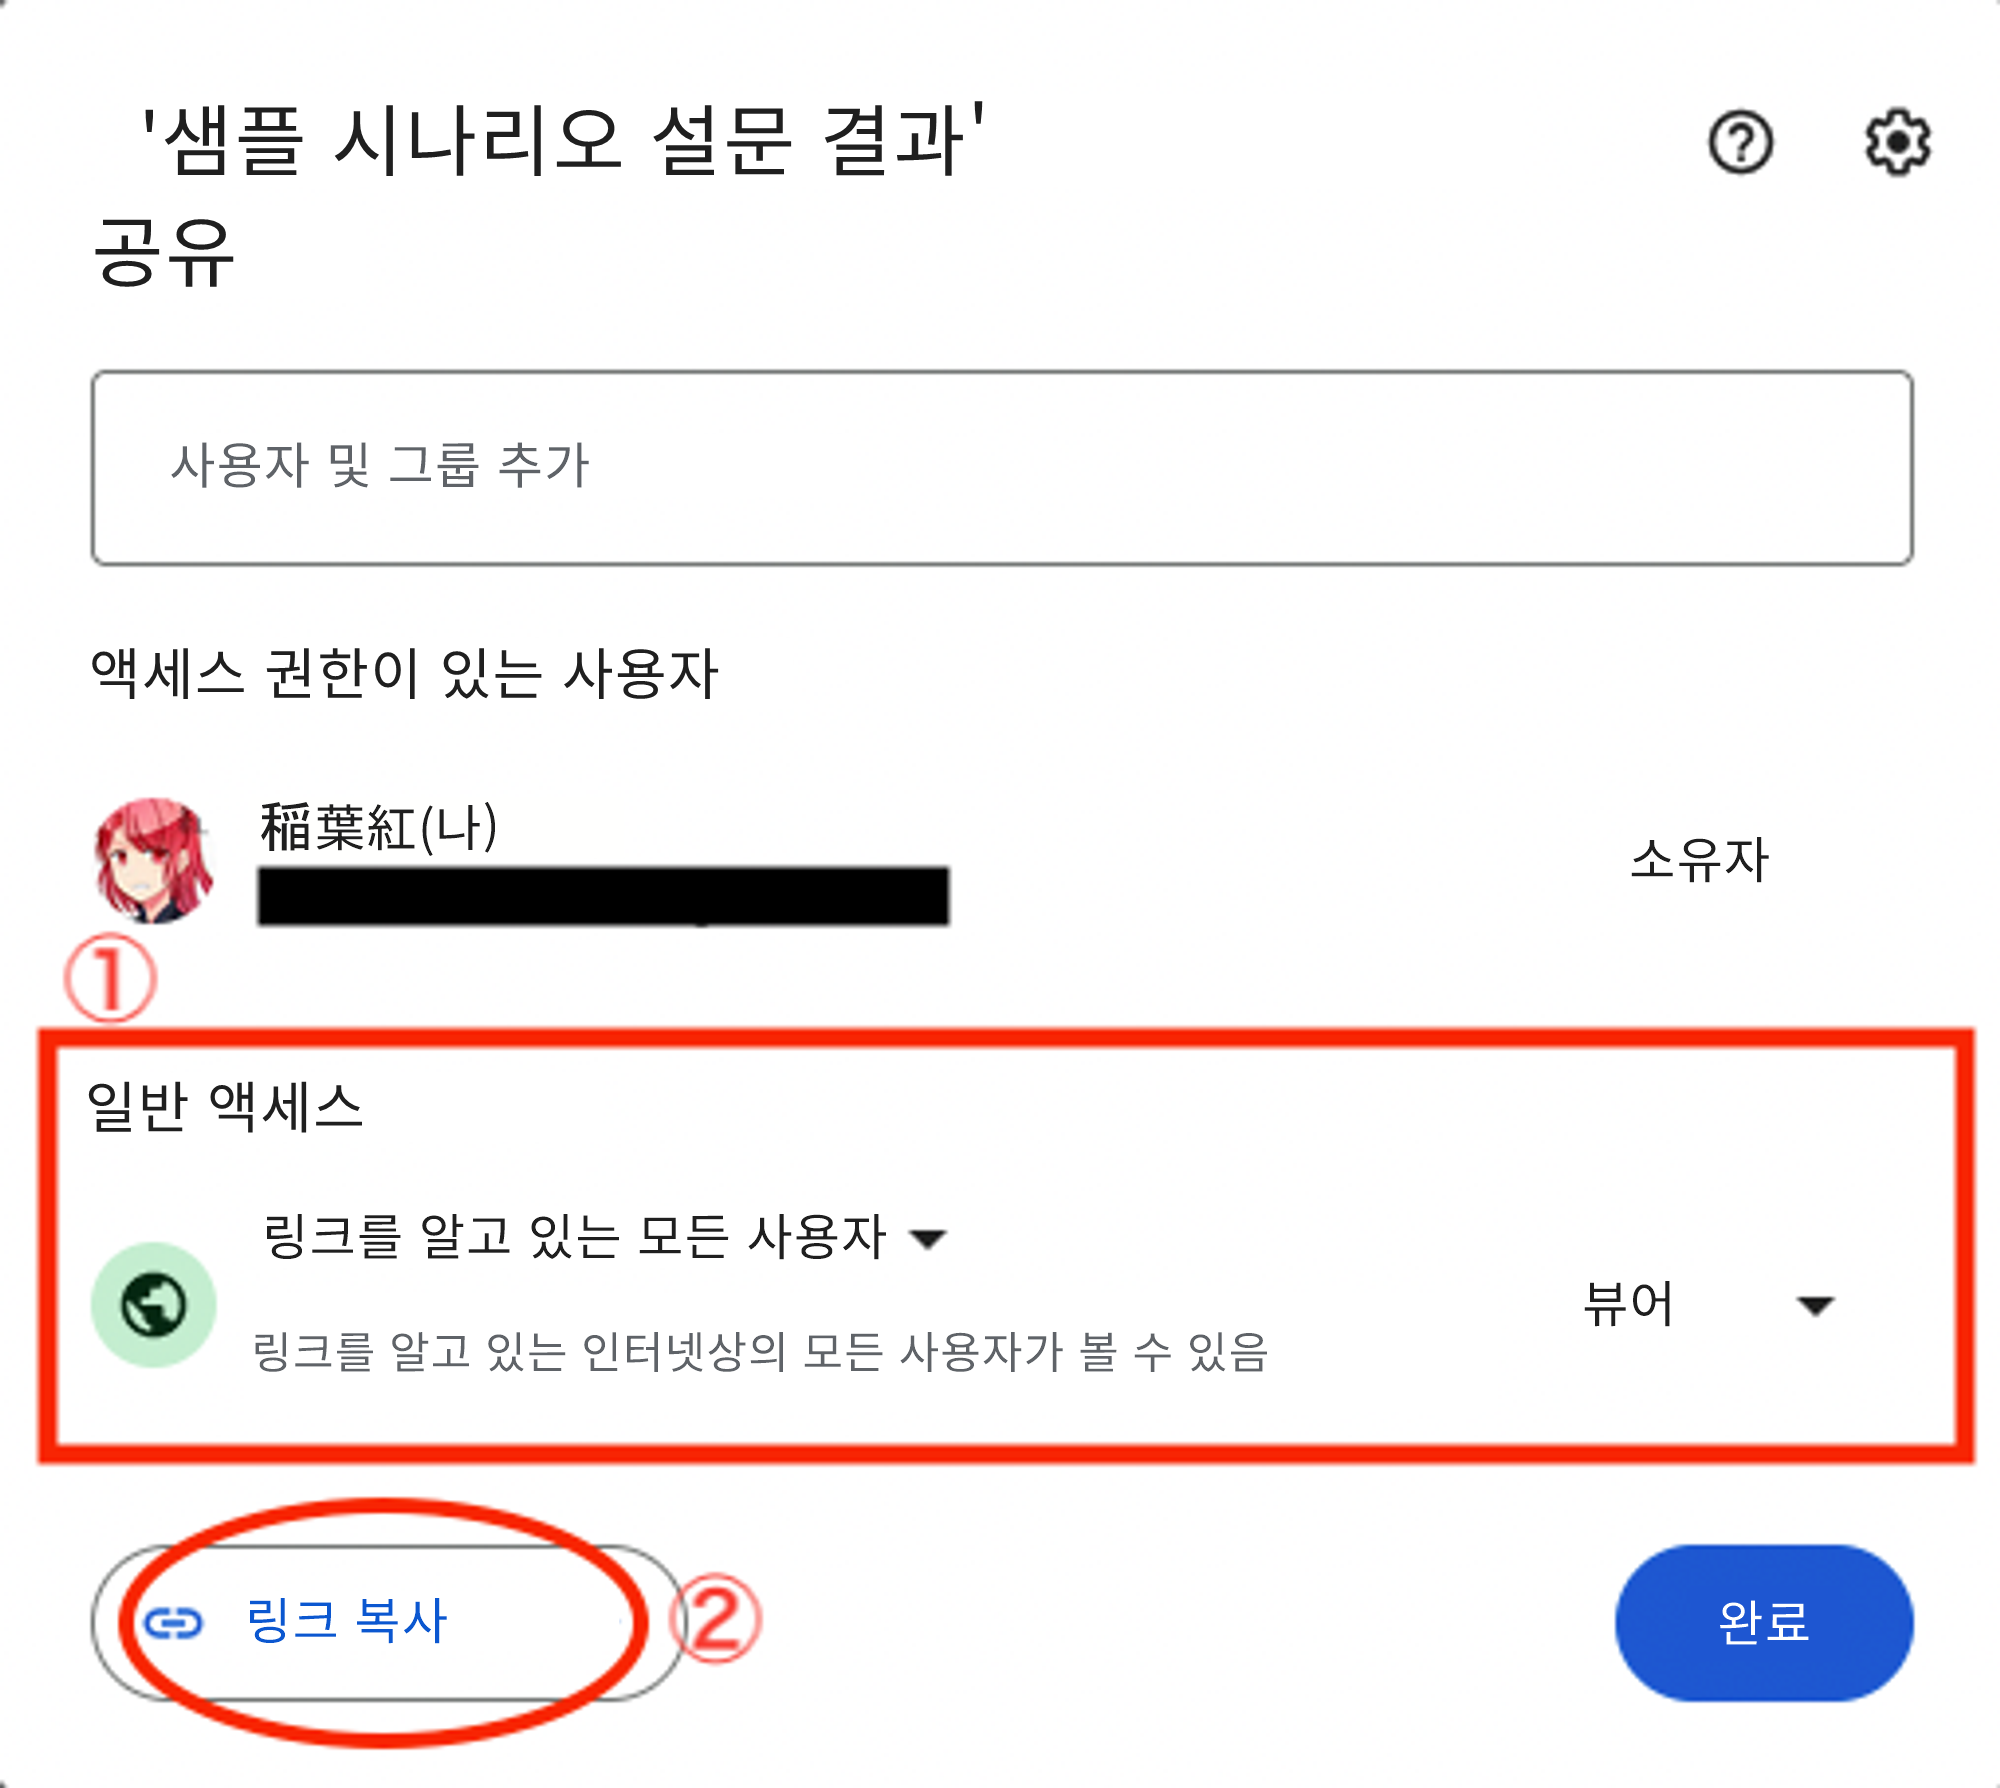 '샘플 시나리오 설문 결과'
공유
사용자 및 그룹 추가
액세스 권한이 있는 사용자
稲葉紅(나)
소유자
①
일반 액세스
링크를 알고 있는 모든 사용자
뷰어
링크를 알고 있는 인터넷상의 모든 사용자가 볼 수 있음
링크 복사
②
완료